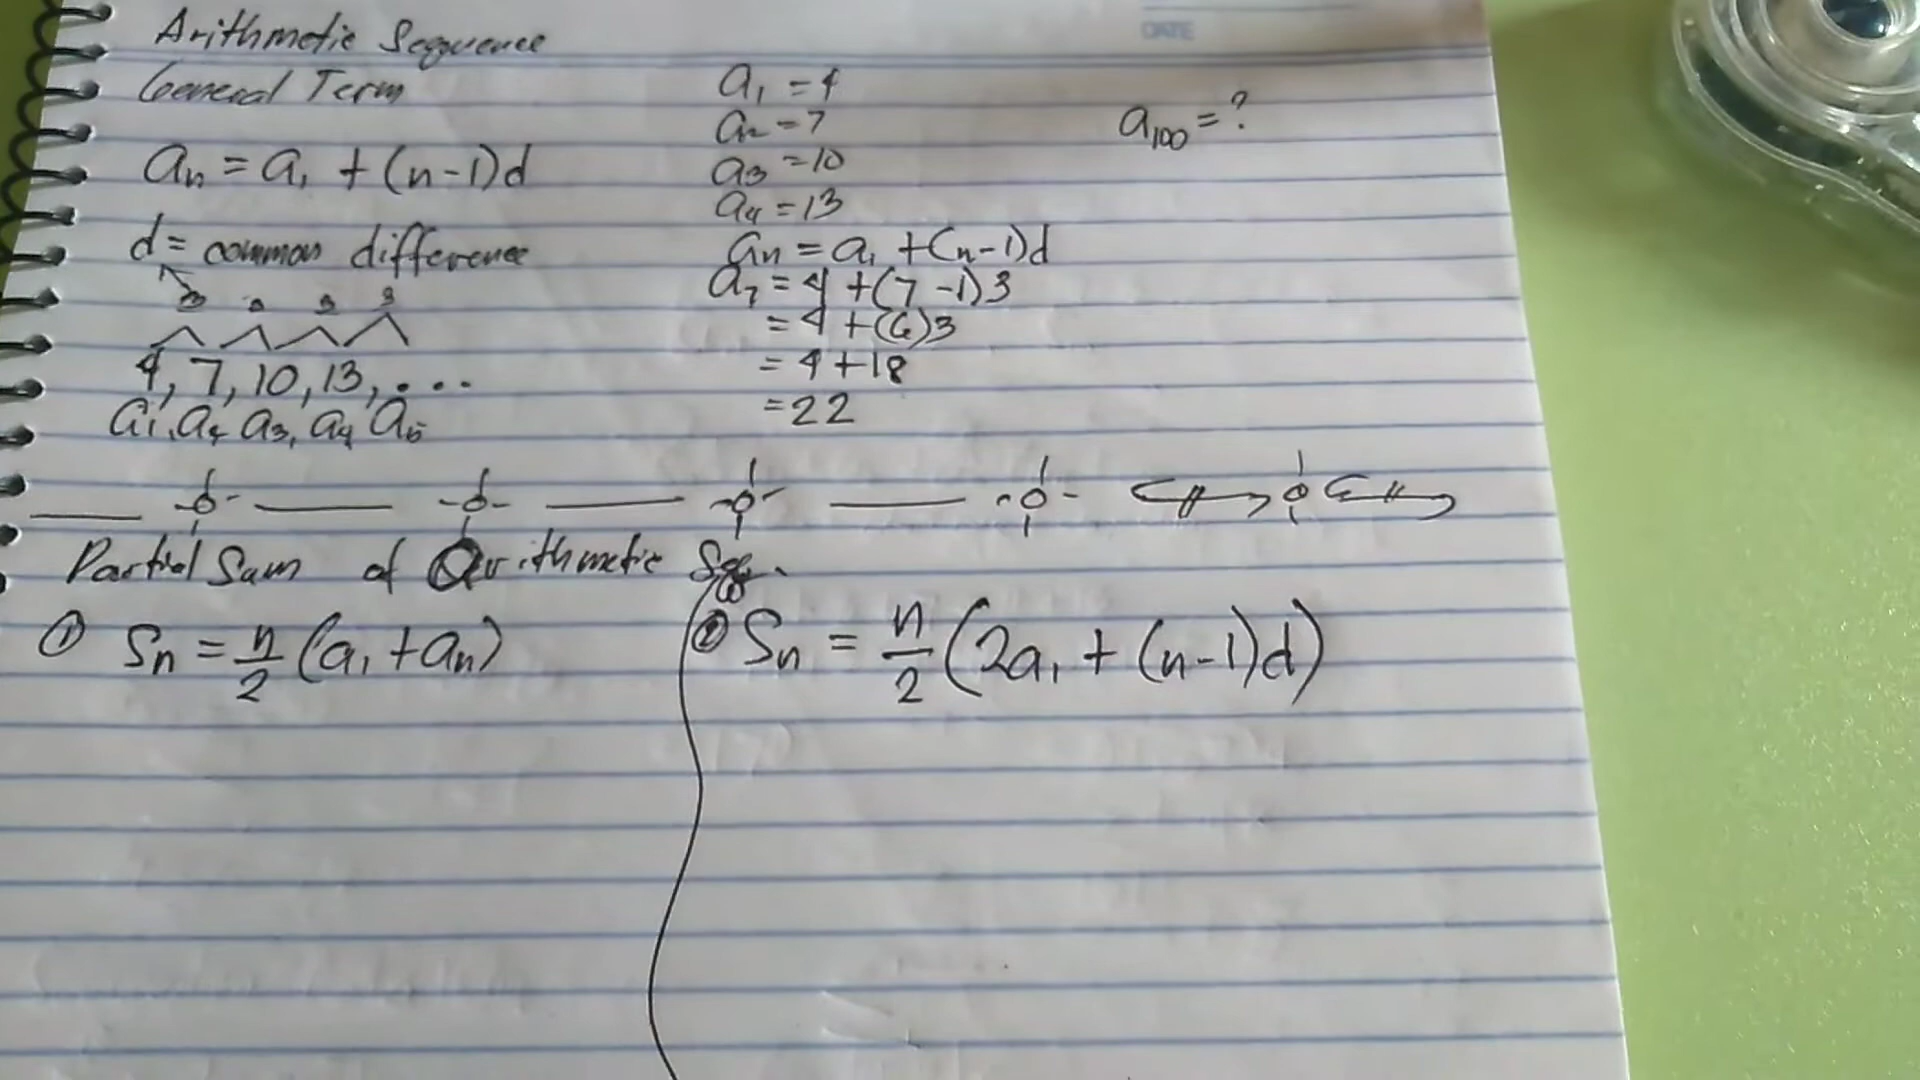 DATE
Arithmetic Sequence
General Term
an = a1 + (n-1)d
d = common difference
3 3 3 3
4, 7, 10, 13, . . .
a1, a2, a3, a4, a5
a1 = 4
a2 = 7
a3 = 10
a4 = 13
an = a1 + (n-1)d
a7 = 4 + (7-1)3
= 4 + (6)3
= 4 + 18
= 22
a100 = ?
Partial Sum of Arithmetic Seq.
① Sn = n/2 (a1 + an)
② Sn = n/2 (2a1 + (n-1)d)